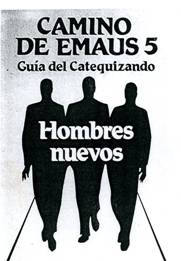 CAMINO
DE EMAUS 5
Guía del Catequizando
Hombres
nuevos